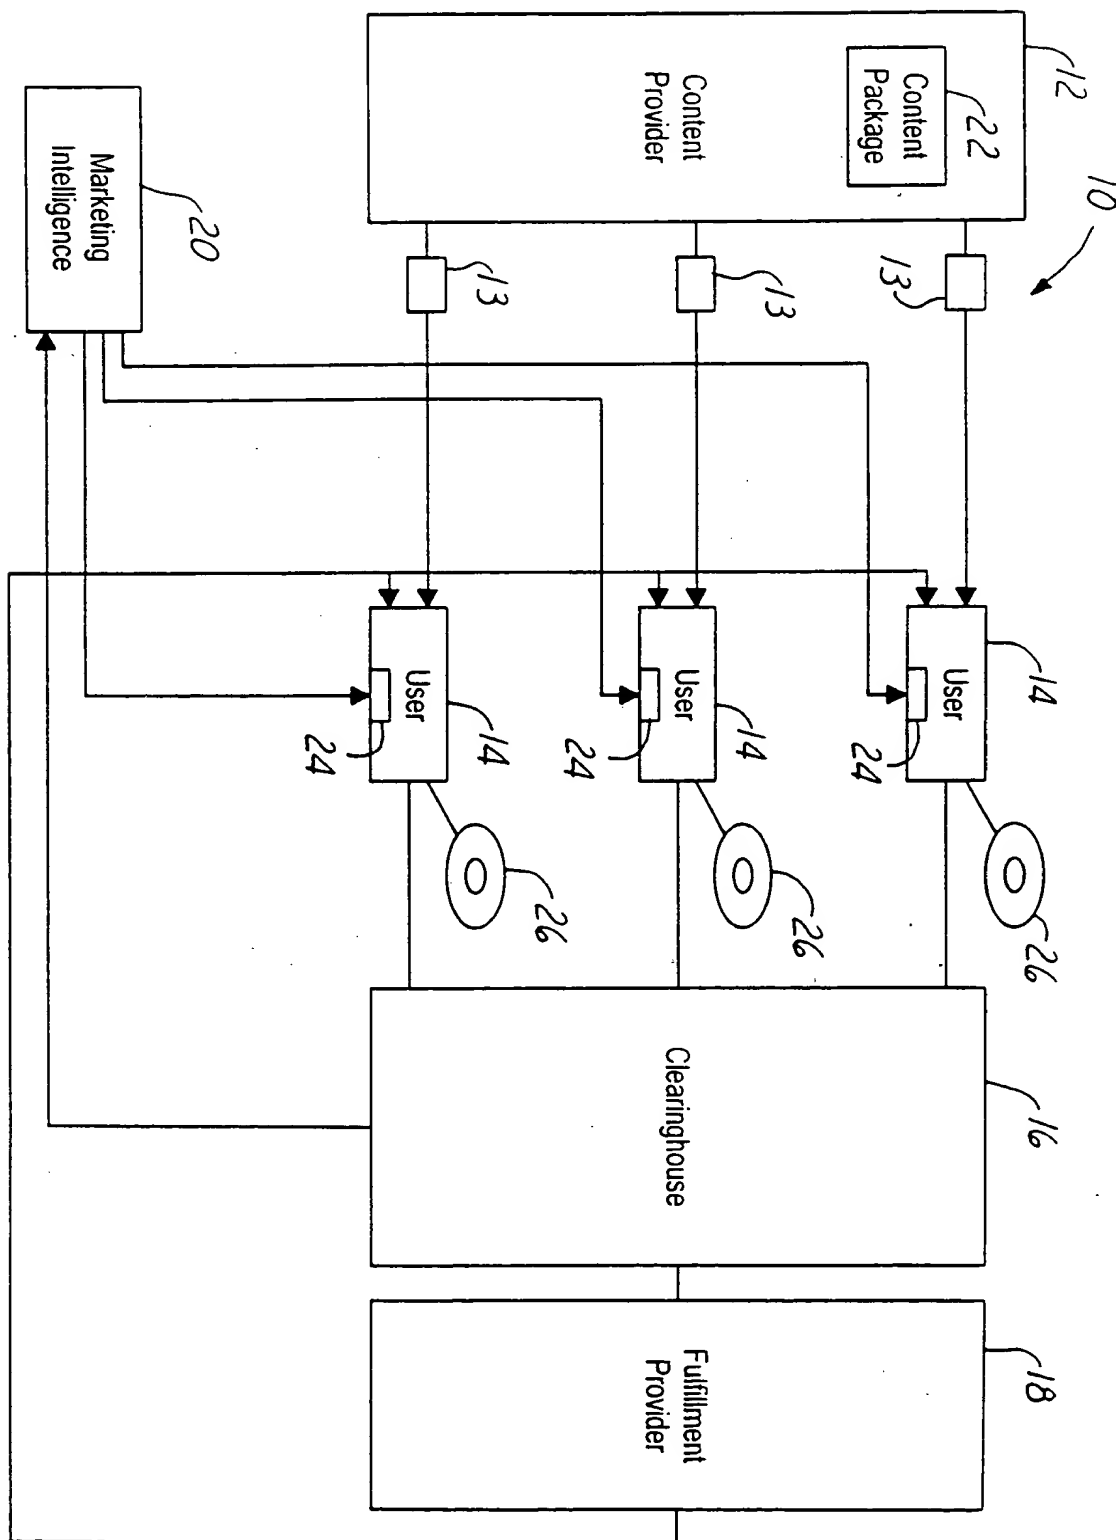 10
12
14
26
16
18
22
Content
Package
13
User
24
13
14
26
Content
Provider
User
24
Clearinghouse
Fulfillment
Provider
13
14
26
User
24
20
Marketing
Intelligence